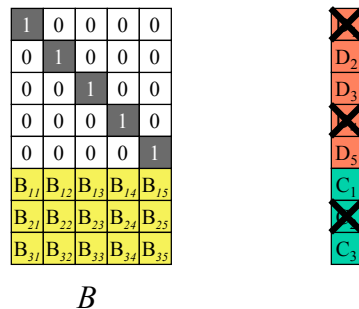 1 0 0 0 0
0 1 0 0 0 D₂
0 0 1 0 0 D₃
0 0 0 1 0
0 0 0 0 1 D₅
B₁₁ B₁₂ B₁₃ B₁₄ B₁₅ C₁
B₂₁ B₂₂ B₂₃ B₂₄ B₂₅
B₃₁ B₃₂ B₃₃ B₃₄ B₃₅ C₃
B